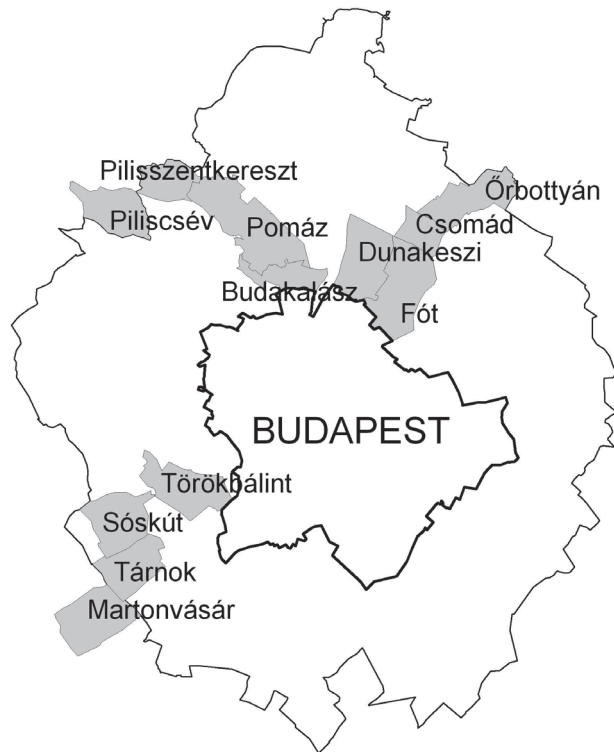 Pilisszentkereszt
Piliscsév
Pomáz
Budakalász
Őrbottyán
Csomád
Dunakeszi
Fót
BUDAPEST
Törökbálint
Sóskút
Tárnok
Martonvásár